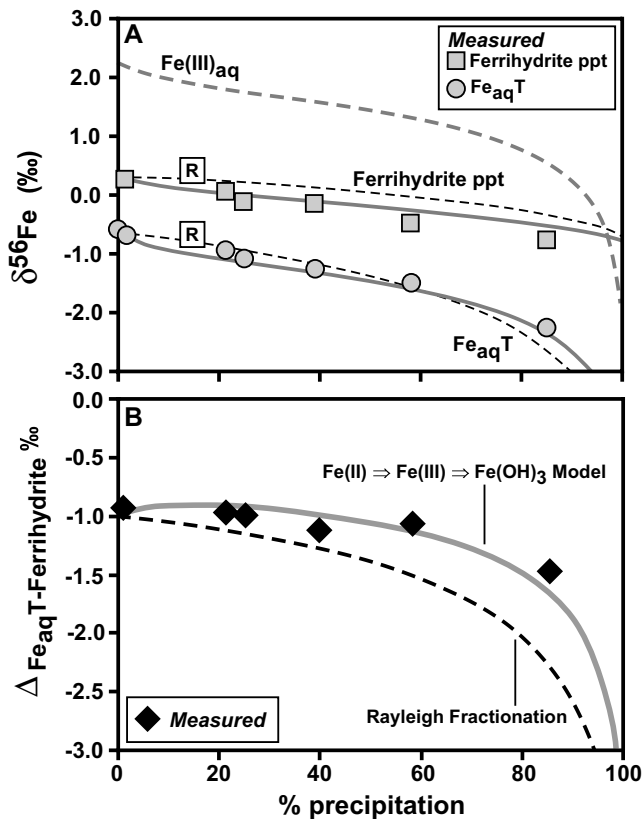 3.0
A
Measured
Ferrihydrite ppt
FeaqT
Fe(III)aq
2.0
1.0
R
Ferrihydrite ppt
0.0
R
-1.0
-2.0
FeaqT
-3.0
δ56Fe (‰)
0.0
B
-0.5
Fe(II) ⇒ Fe(III) ⇒ Fe(OH)3 Model
-1.0
-1.5
-2.0
Rayleigh Fractionation
-2.5
Measured
-3.0
Δ FeaqT-Ferrihydrite ‰
0 20 40 60 80 100
% precipitation